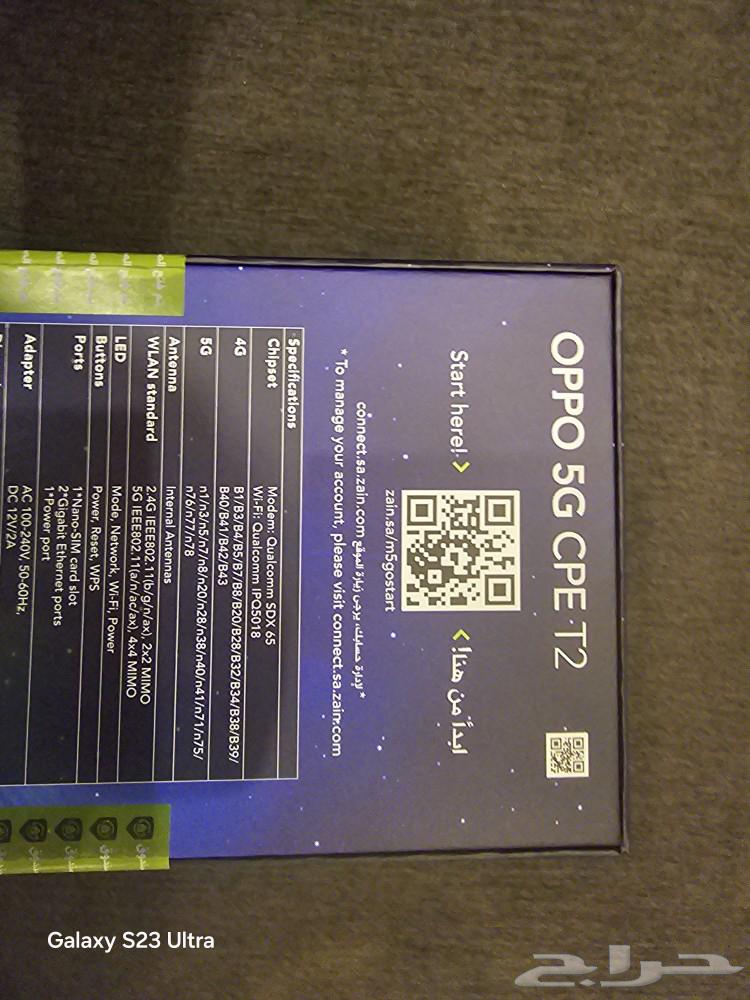 OPPO 5G CPE T2
Start here! >
< ابدأ من هنا!
zain.sa/m5gostart
* لإدارة حسابك، يرجى زيارة الموقع connect.sa.zain.com
* To manage your account, please visit connect.sa.zain.com
Specifications
Chipset Modem: Qualcomm SDX 65
Wi-Fi: Qualcomm IPQ5018
4G B1/B3/B4/B5/B7/B8/B20/B28/B32/B34/B38/B39/
B40/B41/B42/B43
5G n1/n3/n5/n7/n8/n20/n28/n38/n40/n41/n71/n75/
n76/n77/n78
Antenna Internal Antennas
WLAN standard 2.4G IEEE802.11(b/g/n/ax), 2x2 MIMO
5G IEEE802.11(a/n/ac/ax), 4x4 MIMO
LED Mode, Network, Wi-Fi, Power
Buttons Power, Reset, WPS
Ports 1*Nano-SIM card slot
2*Gigabit Ethernet ports
1*Power port
Adapter AC 100-240V, 50-60Hz,
DC 12V/2A
Galaxy S23 Ultra
حراج